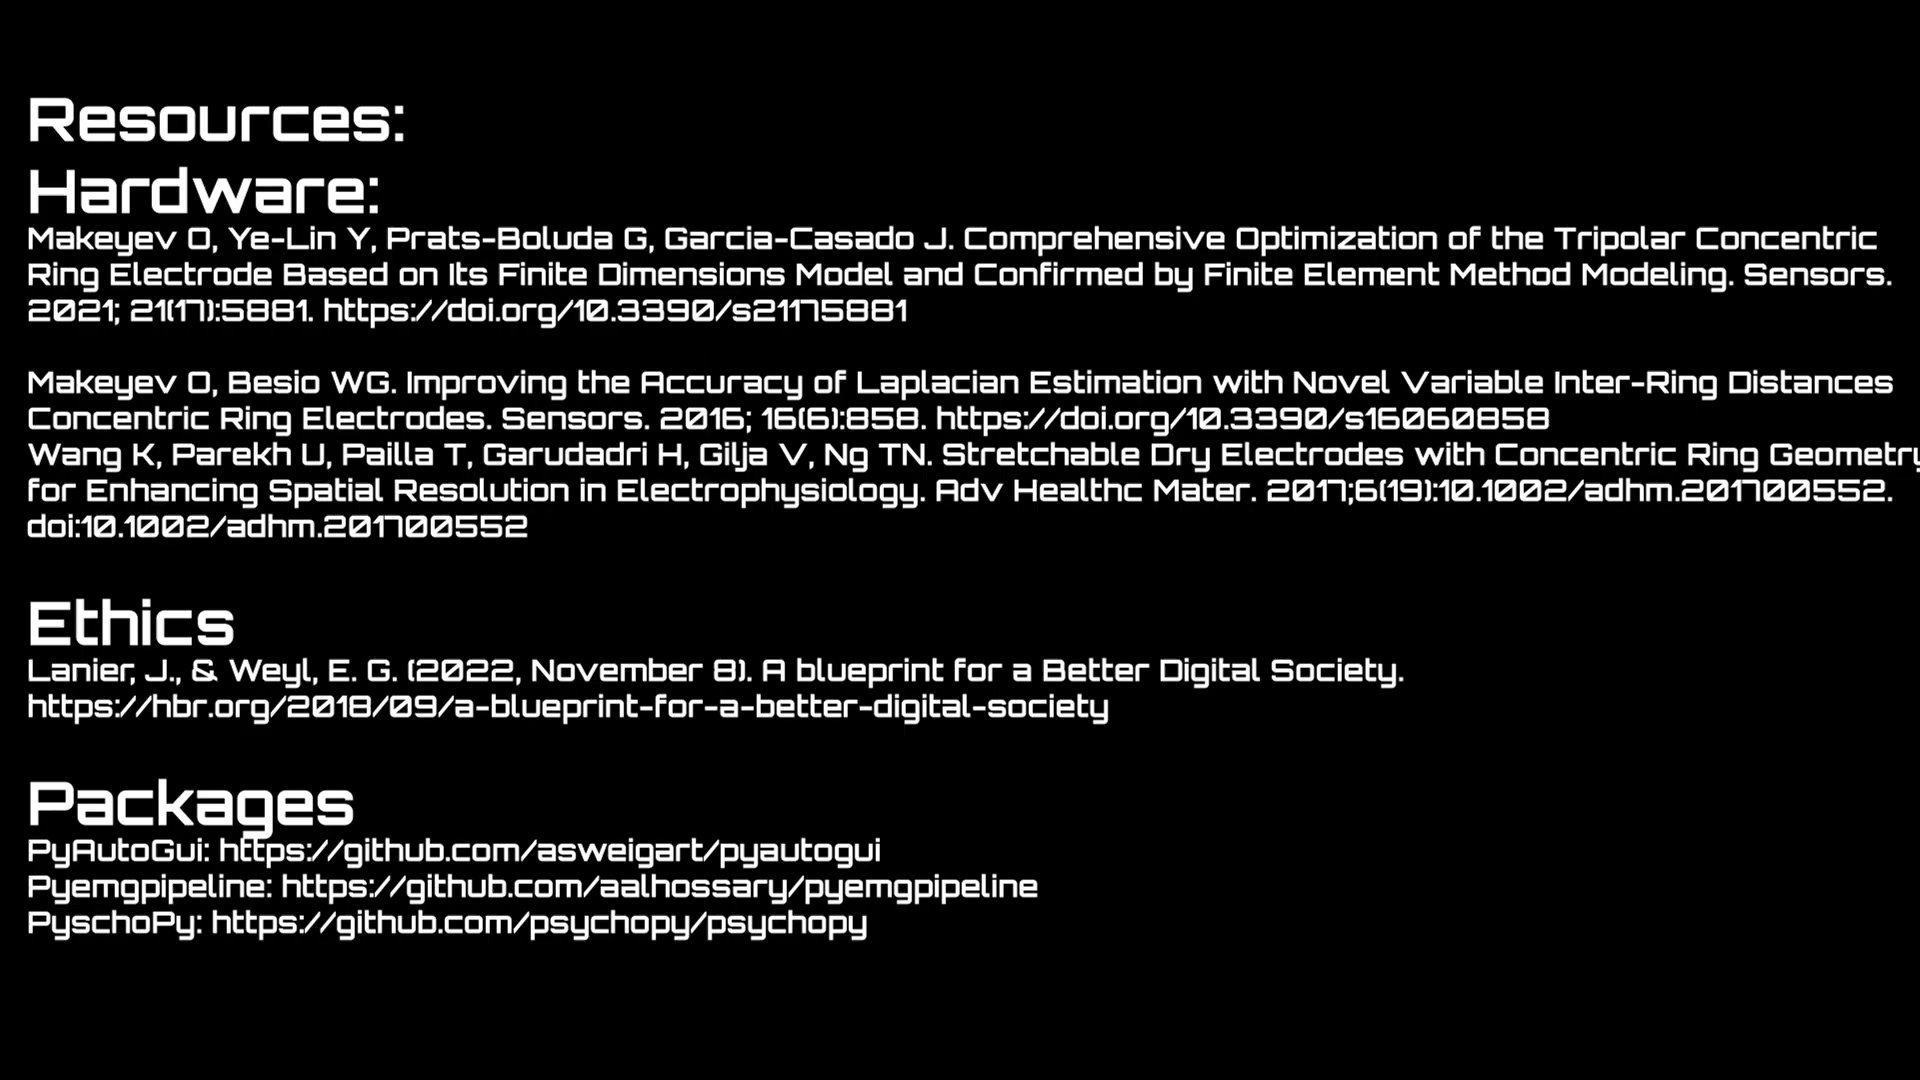 Resources:
Hardware:
Makeyev O, Ye-Lin Y, Prats-Boluda G, Garcia-Casado J. Comprehensive Optimization of the Tripolar Concentric
Ring Electrode Based on Its Finite Dimensions Model and Confirmed by Finite Element Method Modeling. Sensors.
2021; 21(17):5881. https://doi.org/10.3390/s21175881
Makeyev O, Besio WG. Improving the Accuracy of Laplacian Estimation with Novel Variable Inter-Ring Distances
Concentric Ring Electrodes. Sensors. 2016; 16(6):858. https://doi.org/10.3390/s16060858
Wang K, Parekh U, Pailla T, Garudadri H, Gilja V, Ng TN. Stretchable Dry Electrodes with Concentric Ring Geometry
for Enhancing Spatial Resolution in Electrophysiology. Adv Healthc Mater. 2017;6(19):10.1002/adhm.201700552.
doi:10.1002/adhm.201700552
Ethics
Lanier, J., & Weyl, E. G. (2022, November 8). A blueprint for a Better Digital Society.
https://hbr.org/2018/09/a-blueprint-for-a-better-digital-society
Packages
PyAutoGui: https://github.com/asweigart/pyautogui
Pyemgpipeline: https://github.com/aalhossary/pyemgpipeline
PyschoPy: https://github.com/psychopy/psychopy